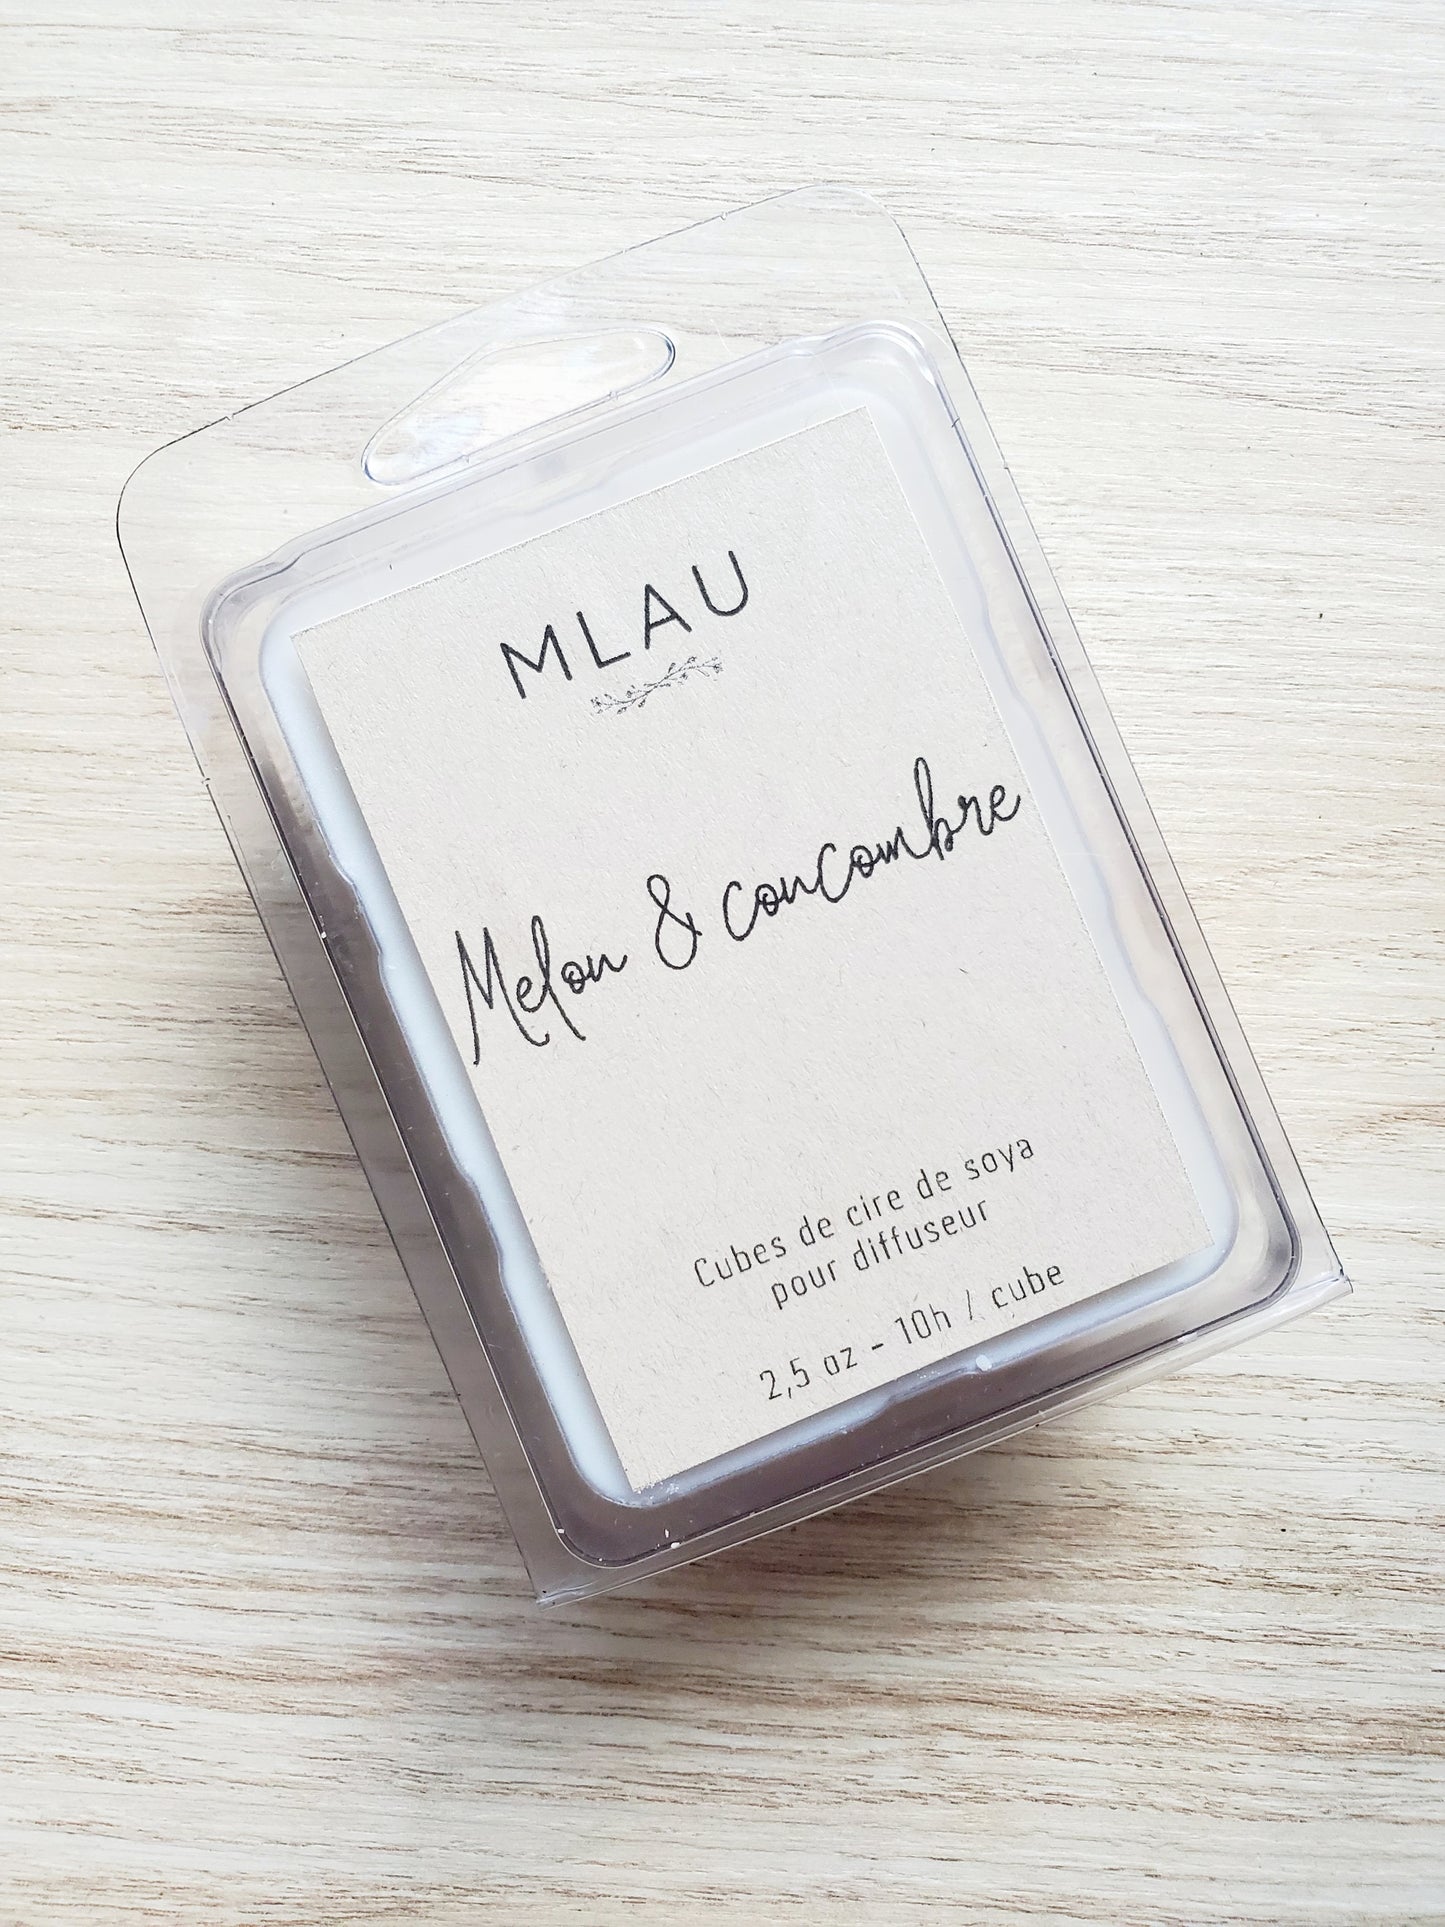 MLAU
Melon & concombre
Cubes de cire de soya
pour diffuseur
2,5 oz - 10h / cube